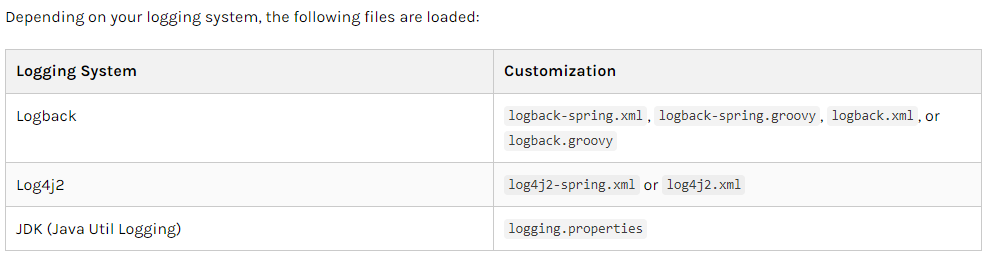 Depending on your logging system, the following files are loaded:
Logging System
Customization
Logback
logback-spring.xml, logback-spring.groovy, logback.xml, or
logback.groovy
Log4j2
log4j2-spring.xml or log4j2.xml
JDK (Java Util Logging)
logging.properties